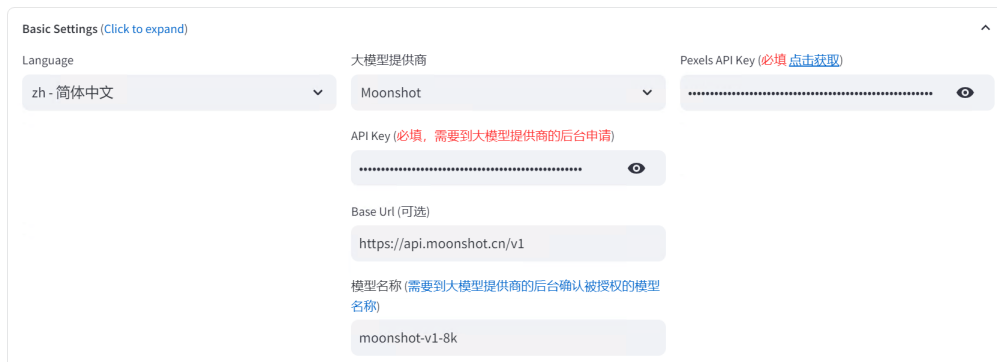 Basic Settings (Click to expand)
Language
zh - 简体中文
大模型提供商
Moonshot
API Key (必填，需要到大模型提供商的后台申请)
Base Url (可选)
https://api.moonshot.cn/v1
模型名称 (需要到大模型提供商的后台确认被授权的模型
名称)
moonshot-v1-8k
Pexels API Key (必填 点击获取)